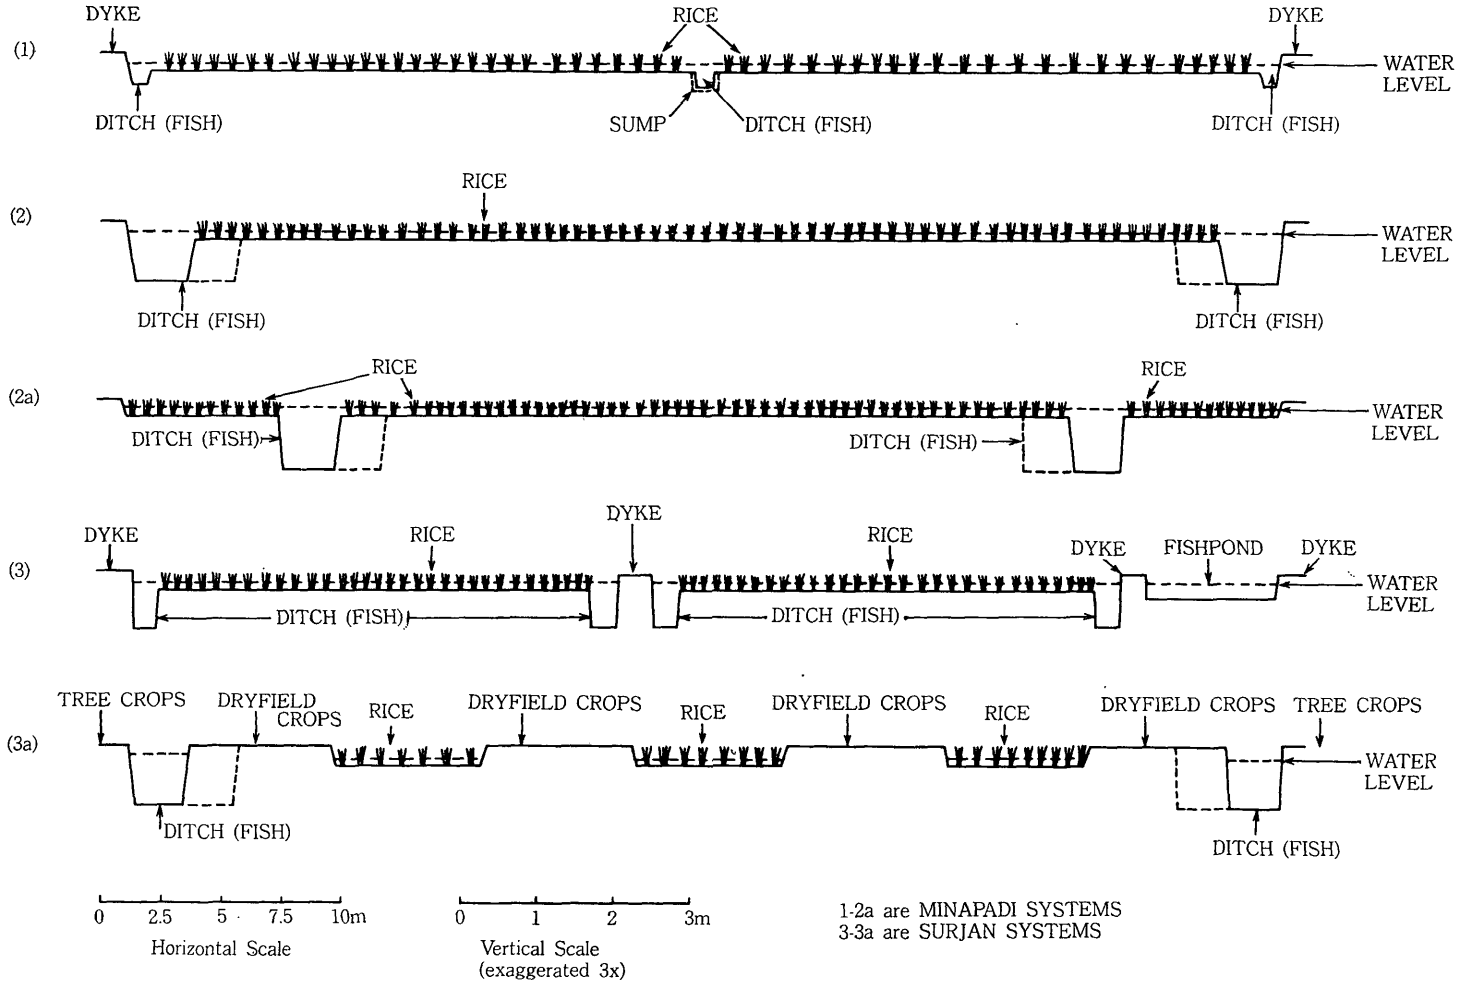 DYKE
RICE
DYKE
(1)
WATER
LEVEL
DITCH (FISH)
SUMP
DITCH (FISH)
DITCH (FISH)
RICE
(2)
WATER
LEVEL
DITCH (FISH)
DITCH (FISH)
RICE
RICE
(2a)
WATER
LEVEL
DITCH (FISH)
DITCH (FISH)
DYKE
RICE
DYKE
RICE
DYKE
FISHPOND
DYKE
(3)
WATER
LEVEL
DITCH (FISH)
DITCH (FISH)
TREE CROPS
DRYFIELD
CROPS
RICE
DRYFIELD CROPS
RICE
DRYFIELD CROPS
RICE
DRYFIELD CROPS
TREE CROPS
(3a)
WATER
LEVEL
DITCH (FISH)
DITCH (FISH)
0 2.5 5 7.5 10m
Horizontal Scale
0 1 2 3m
Vertical Scale
(exaggerated 3x)
1-2a are MINAPADI SYSTEMS
3-3a are SURJAN SYSTEMS